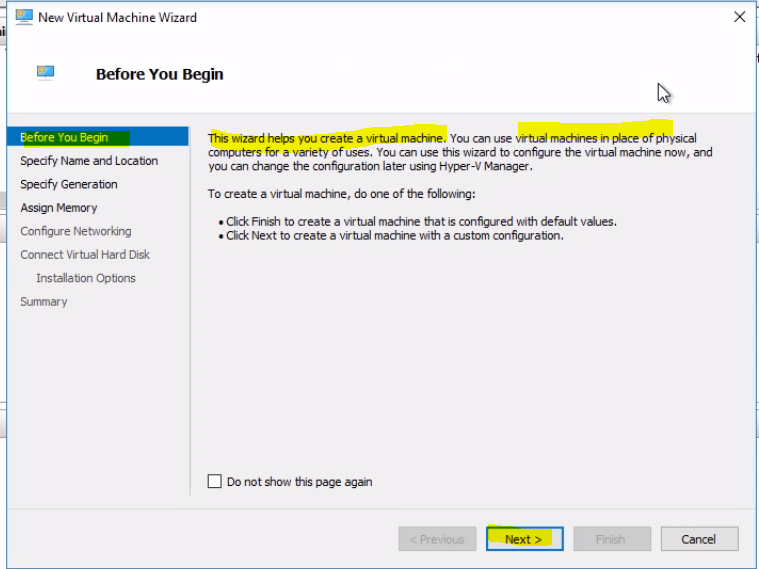 New Virtual Machine Wizard
Before You Begin
Before You Begin
Specify Name and Location
Specify Generation
Assign Memory
Configure Networking
Connect Virtual Hard Disk
Installation Options
Summary
This wizard helps you create a virtual machine. You can use virtual machines in place of physical
computers for a variety of uses. You can use this wizard to configure the virtual machine now, and
you can change the configuration later using Hyper-V Manager.
To create a virtual machine, do one of the following:
• Click Finish to create a virtual machine that is configured with default values.
• Click Next to create a virtual machine with a custom configuration.
Do not show this page again
< Previous
Next >
Finish
Cancel